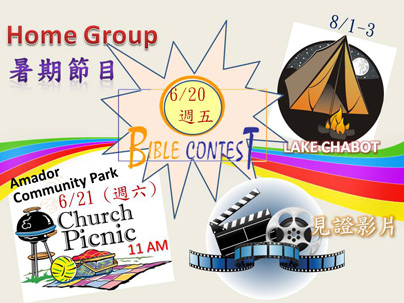 Home Group
暑期節目
6/20
週五
BIBLE CONTEST
8/1-3
LAKE CHABOT
Amador
Community Park
6/21 (週六)
Church
Picnic
11 AM
見證影片